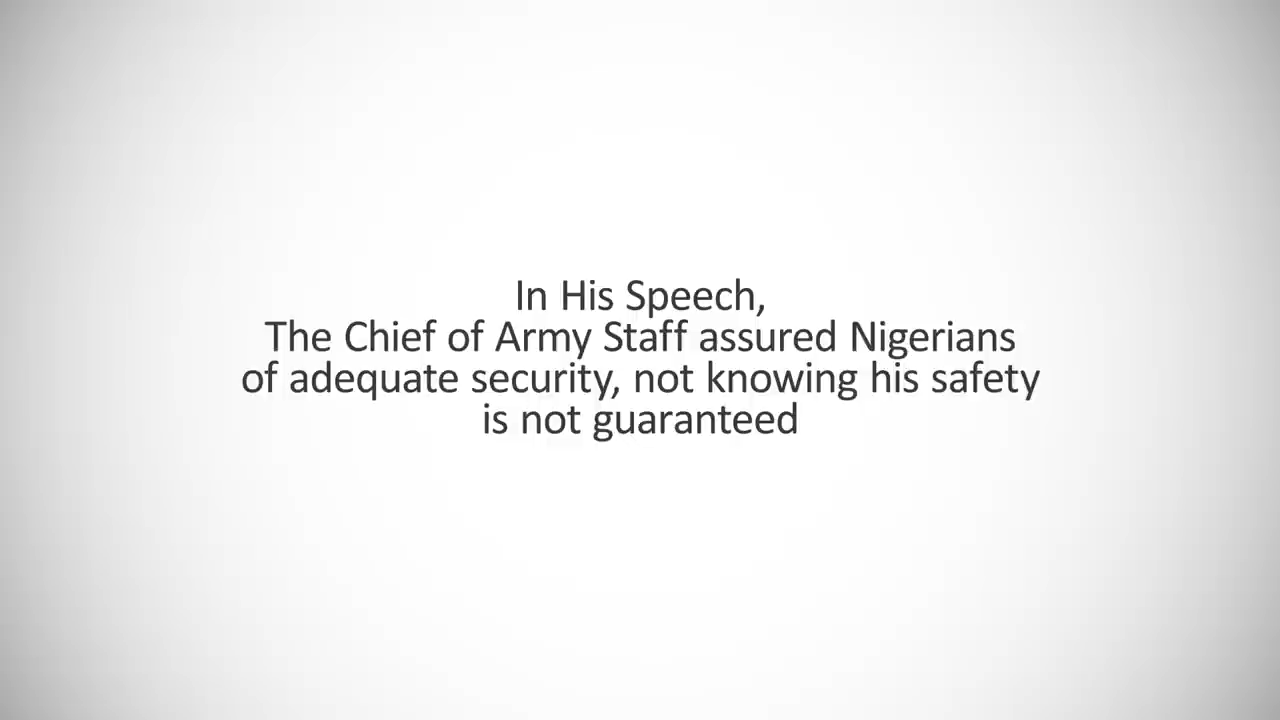 In His Speech,
The Chief of Army Staff assured Nigerians
of adequate security, not knowing his safety
is not guaranteed